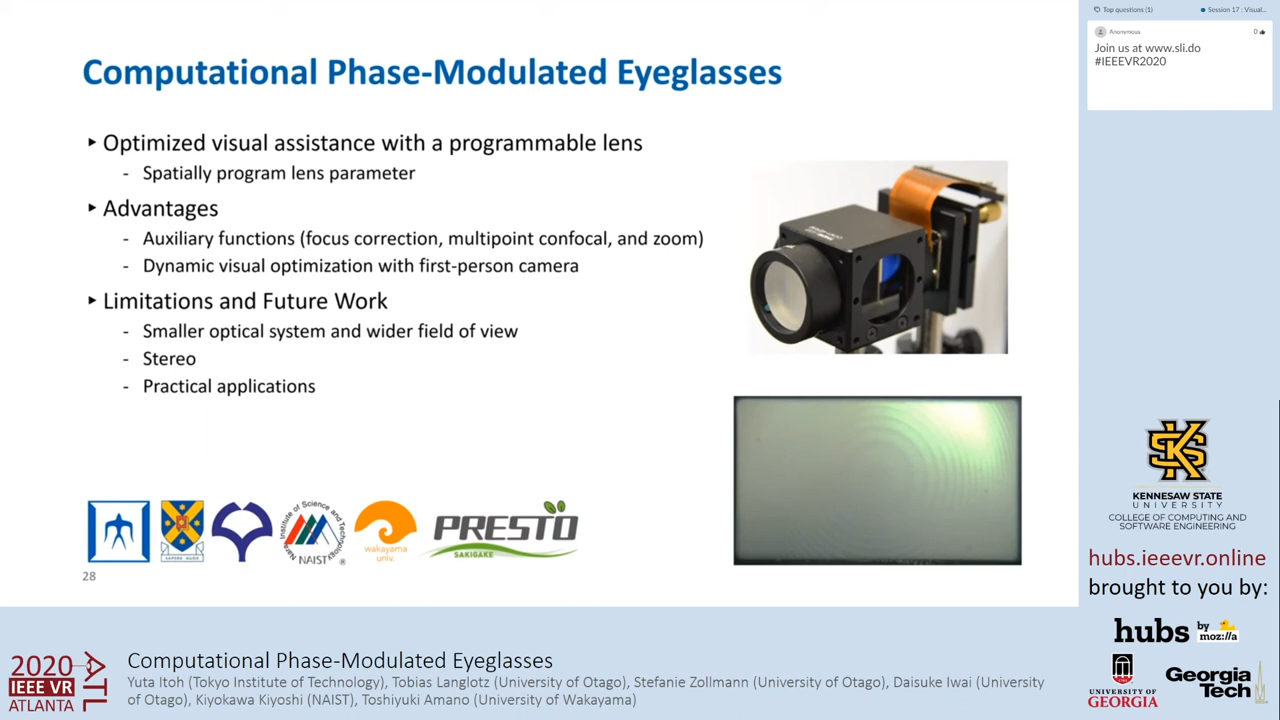 Computational Phase-Modulated Eyeglasses
‣ Optimized visual assistance with a programmable lens
- Spatially program lens parameter
‣ Advantages
- Auxiliary functions (focus correction, multipoint confocal, and zoom)
- Dynamic visual optimization with first-person camera
‣ Limitations and Future Work
- Smaller optical system and wider field of view
- Stereo
- Practical applications
Nara Institute of Science and Technology
NAIST®
wakayama
univ.
PRESTO
SAKIGAKE
28
Top questions (1)
Session 17 : Visual...
Anonymous
0
Join us at www.sli.do
#IEEEVR2020
KENNESAW STATE
UNIVERSITY
COLLEGE OF COMPUTING AND
SOFTWARE ENGINEERING
hubs.ieeevr.online
brought to you by:
hubs by
moz://a
UNIVERSITY OF
GEORGIA
Georgia
Tech
2020
IEEE VR
ATLANTA
ATL
Computational Phase-Modulated Eyeglasses
Yuta Itoh (Tokyo Institute of Technology), Tobias Langlotz (University of Otago), Stefanie Zollman (University of Otago), Daisuke Iwai (University
of Otago), Kiyokawa Kiyoshi (NAIST), Toshiyuki Amano (University of Wakayama)